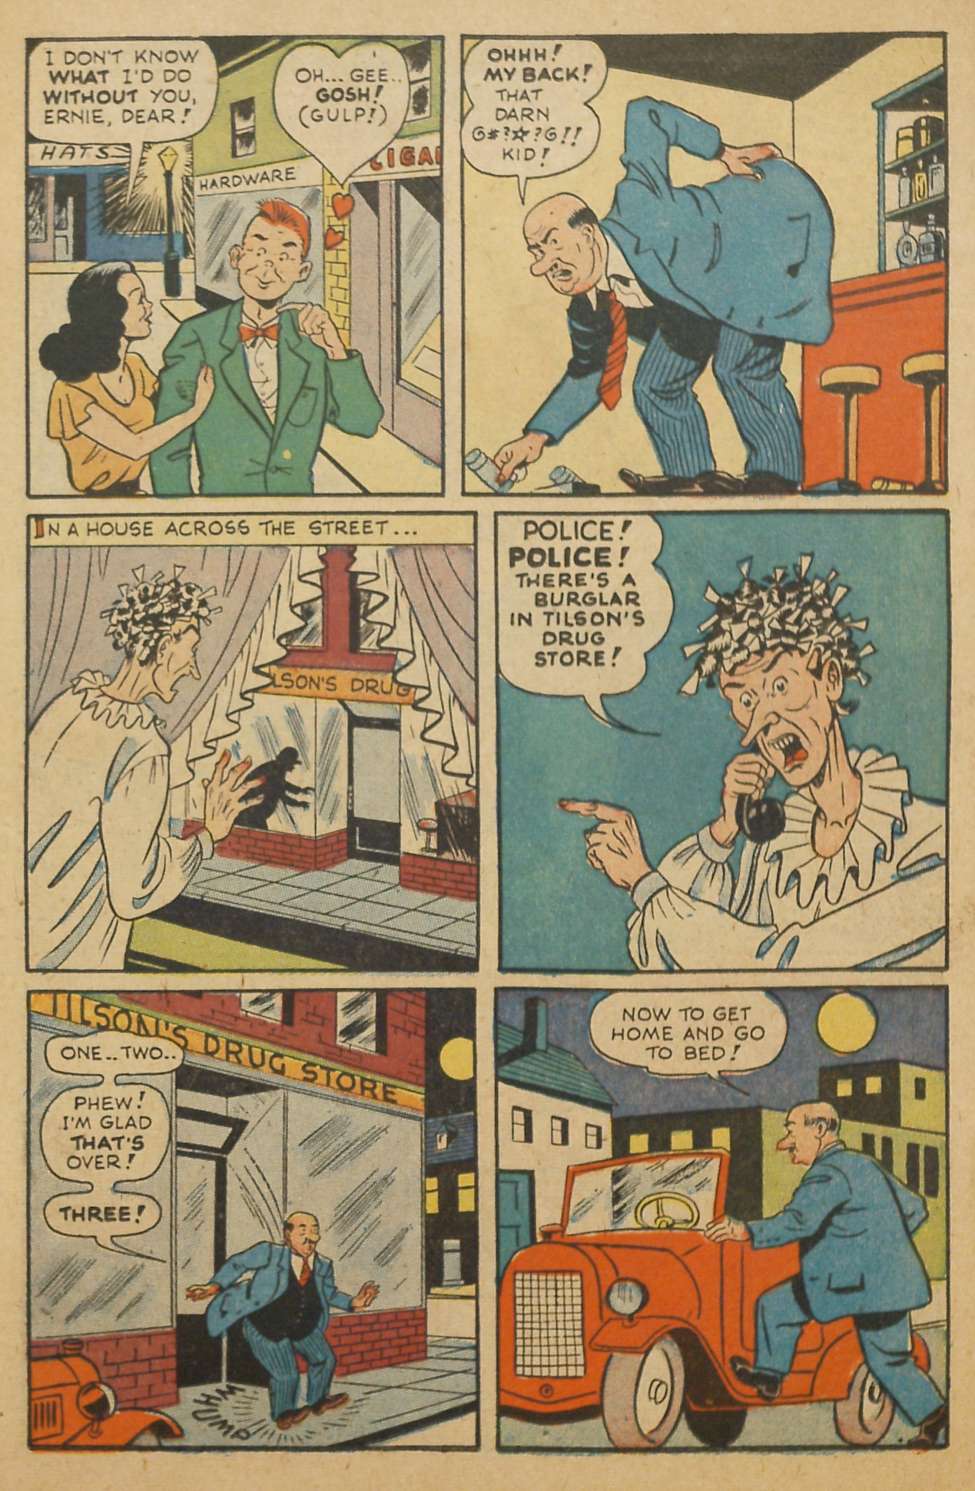 I DON'T KNOW
WHAT I'D DO
WITHOUT YOU,
ERNIE, DEAR!
OH... GEE..
GOSH!
(GULP!)
HATS
HARDWARE
CIGA
OHHH!
MY BACK!
THAT
DARN
G#?☆?G!!
KID!
IN A HOUSE ACROSS THE STREET...
LSON'S DRUG
POLICE!
POLICE!
THERE'S A
BURGLAR
IN TILSON'S
DRUG
STORE!
TILSON'S DRUG STORE
ONE.. TWO..
PHEW!
I'M GLAD
THAT'S
OVER!
THREE!
THUMP
NOW TO GET
HOME AND GO
TO BED!